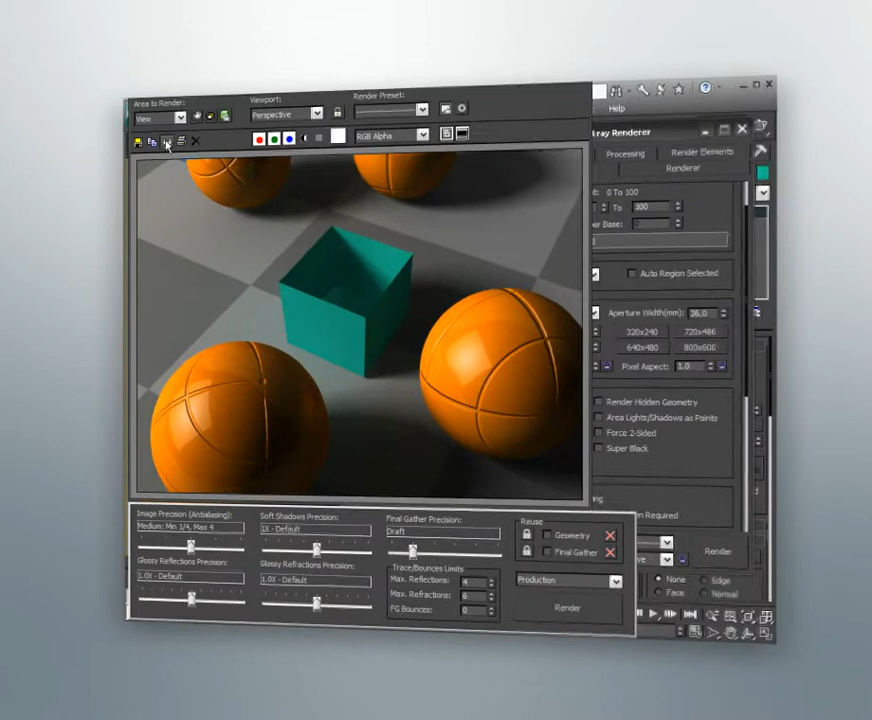 Area to Render:
Viewport:
Render Preset:
View
Perspective
RGB Alpha
Help
Processing
Render Elements
Renderer
0 To 100
To
100
Auto Region Selected
Aperture Width(mm):
36.0
320x240
720x486
640x480
800x600
Pixel Aspect:
1.0
Render Hidden Geometry
Area Lights/Shadows as Points
Force 2-Sided
Super Black
Required
Render
None
Edge
Face
Normal
Image Precision (Antialiasing):
Medium: Min 1/4, Max 4
Soft Shadows Precision:
1X - Default
Final Gather Precision:
Draft
Reuse
Geometry
Final Gather
Glossy Reflections Precision:
1.0X - Default
Glossy Refractions Precision:
1.0X - Default
Trace/Bounces Limits
Max. Reflections:
4
Max. Refractions:
6
FG Bounces:
0
Production
Render